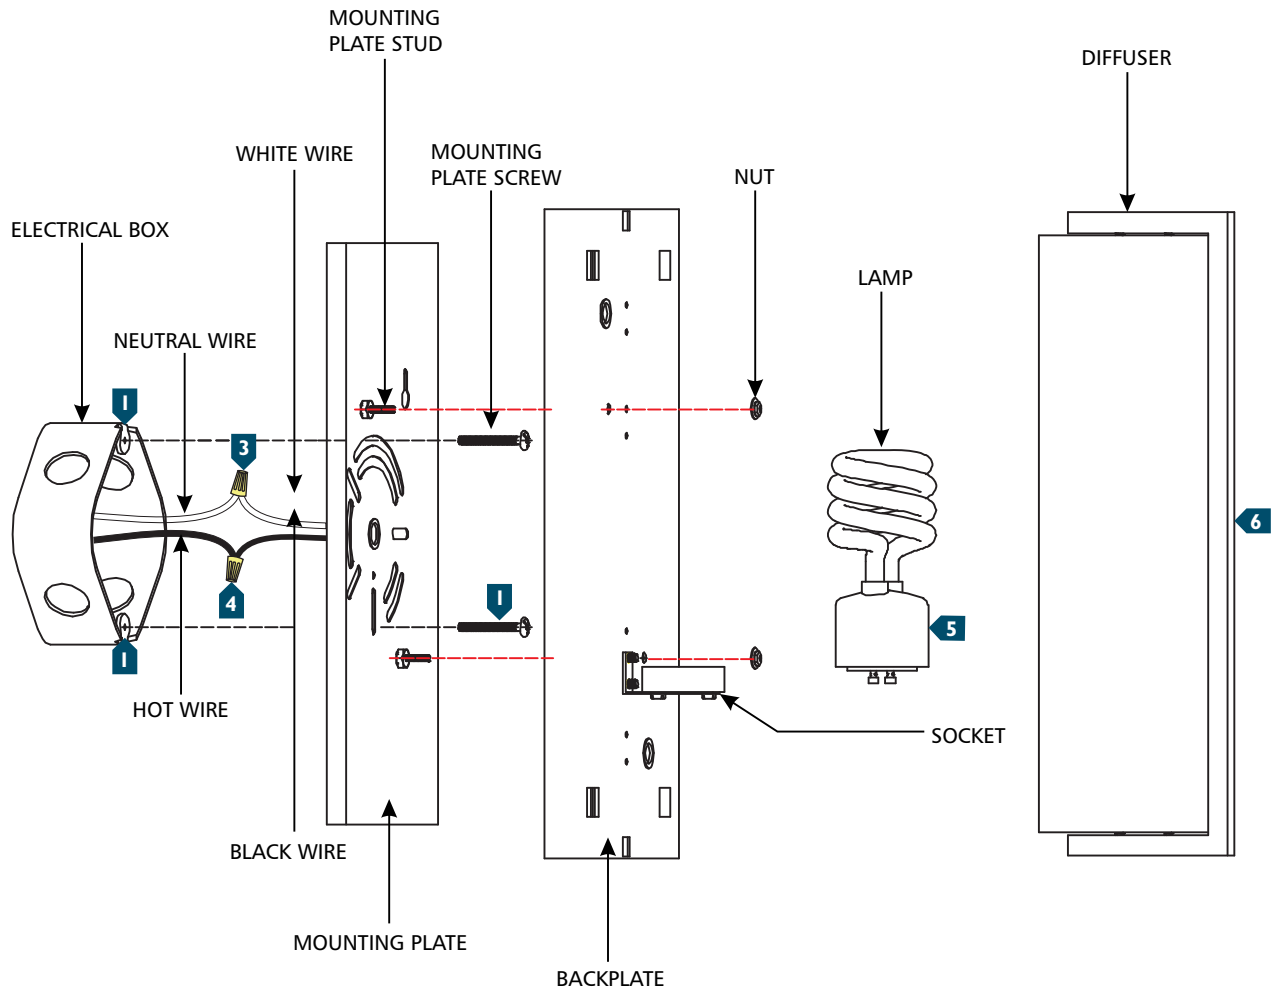 MOUNTING
PLATE STUD
DIFFUSER
WHITE WIRE
MOUNTING
PLATE SCREW
NUT
ELECTRICAL BOX
LAMP
NEUTRAL WIRE
1
3
6
4
1
5
1
HOT WIRE
SOCKET
BLACK WIRE
MOUNTING PLATE
BACKPLATE